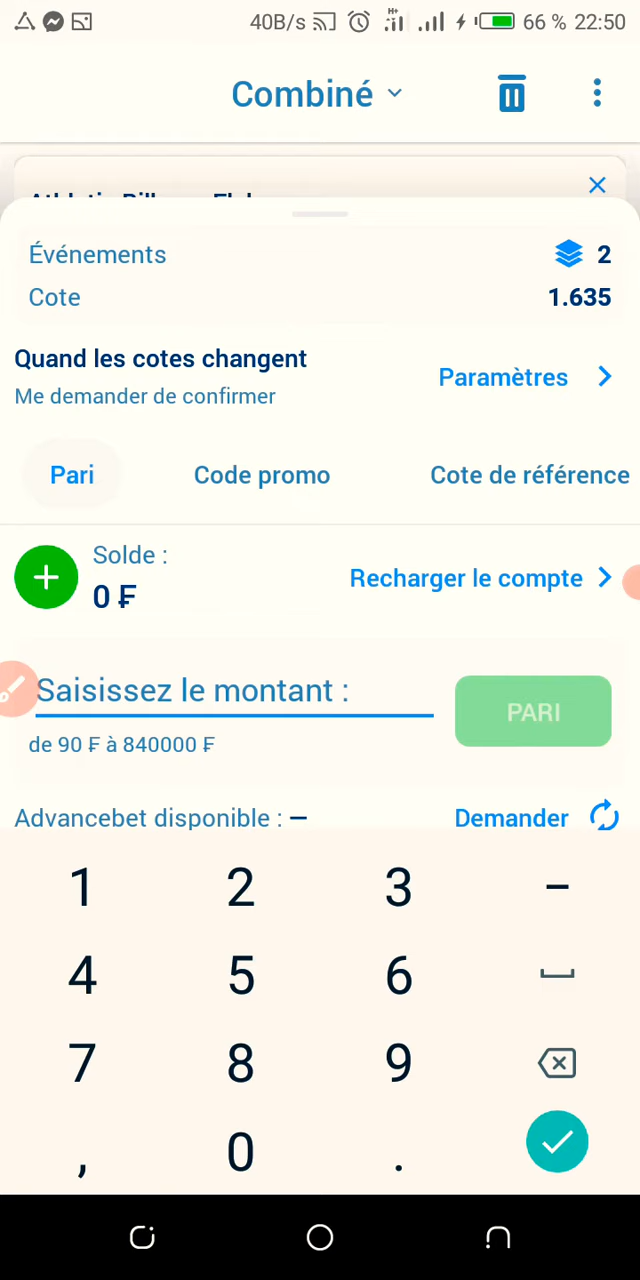 40B/s H+ 66 % 22:50
Combiné
Événements 2
Cote 1.635
Quand les cotes changent
Me demander de confirmer
Paramètres
Pari Code promo Cote de référence
Solde :
0 ₣
Recharger le compte
Saisissez le montant :
PARI
de 90 ₣ à 840000 ₣
Advancebet disponible : –
Demander
1 2 3 –
4 5 6
7 8 9
, 0 .